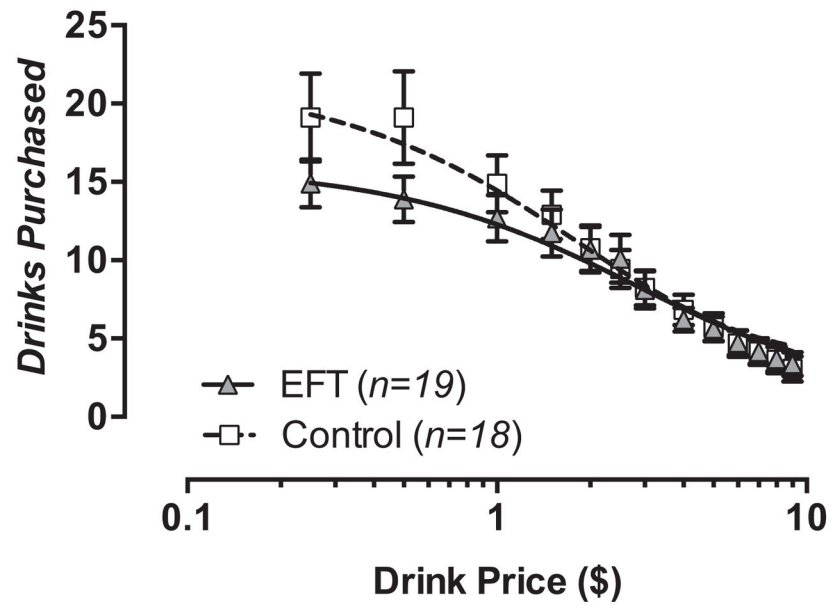 25
20
15
10
5
0
Drinks Purchased
EFT (n=19)
Control (n=18)
0.1 1 10
Drink Price ($)